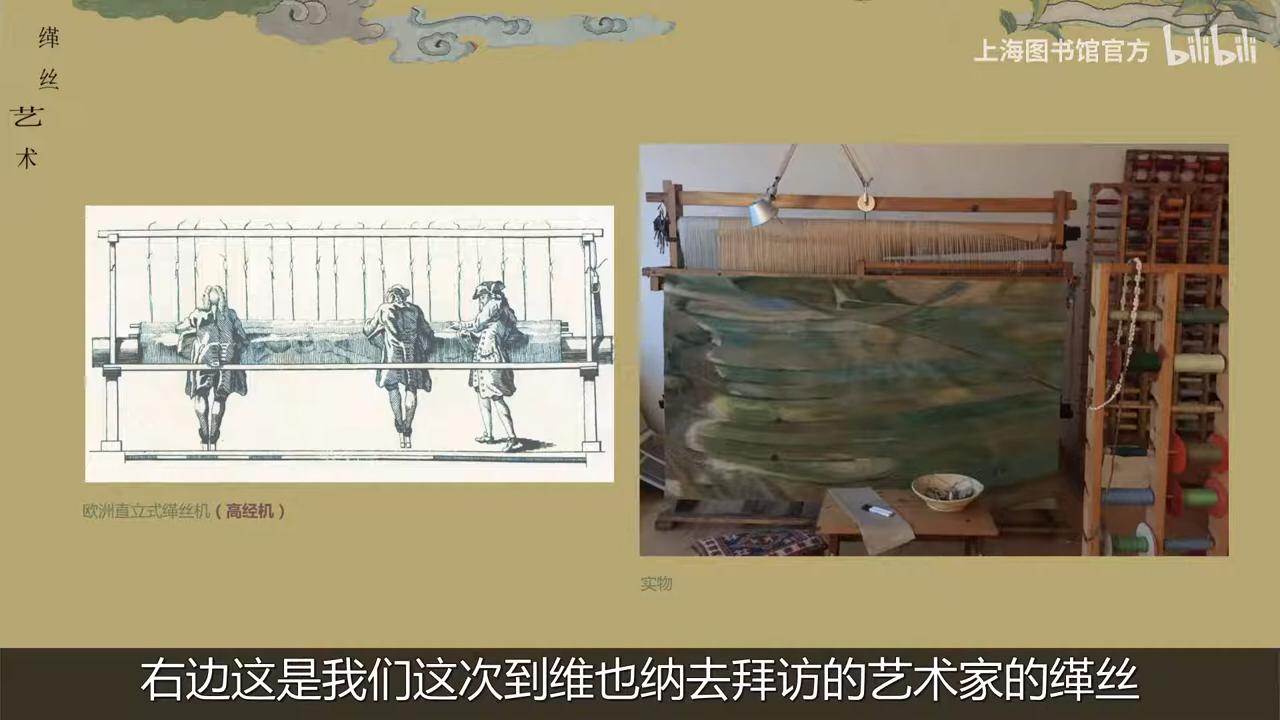 缂丝
艺术
上海图书馆官方 bilibili
欧洲直立式缂丝机（高经机）
实物
右边这是我们这次到维也纳去拜访的艺术家的缂丝